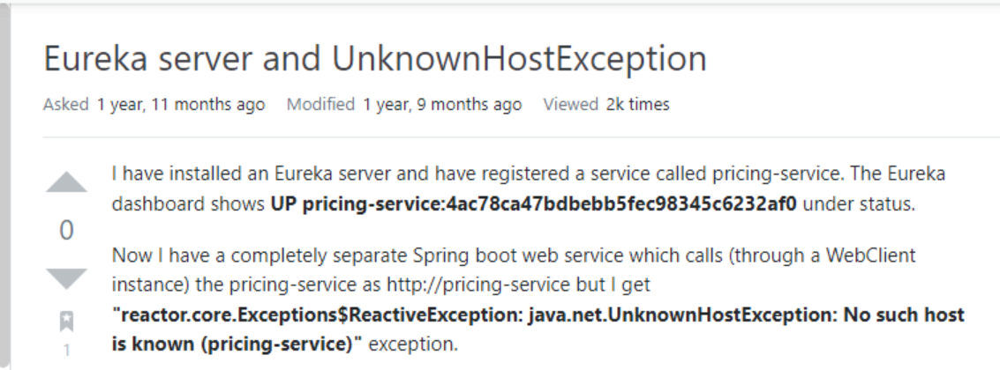 Eureka server and UnknownHostException
Asked 1 year, 11 months ago Modified 1 year, 9 months ago Viewed 2k times
I have installed an Eureka server and have registered a service called pricing-service. The Eureka
dashboard shows UP pricing-service:4ac78ca47bdbebb5fec98345c6232af0 under status.
0
Now I have a completely separate Spring boot web service which calls (through a WebClient
instance) the pricing-service as http://pricing-service but I get
"reactor.core.Exceptions$ReactiveException: java.net.UnknownHostException: No such host
is known (pricing-service)" exception.
1